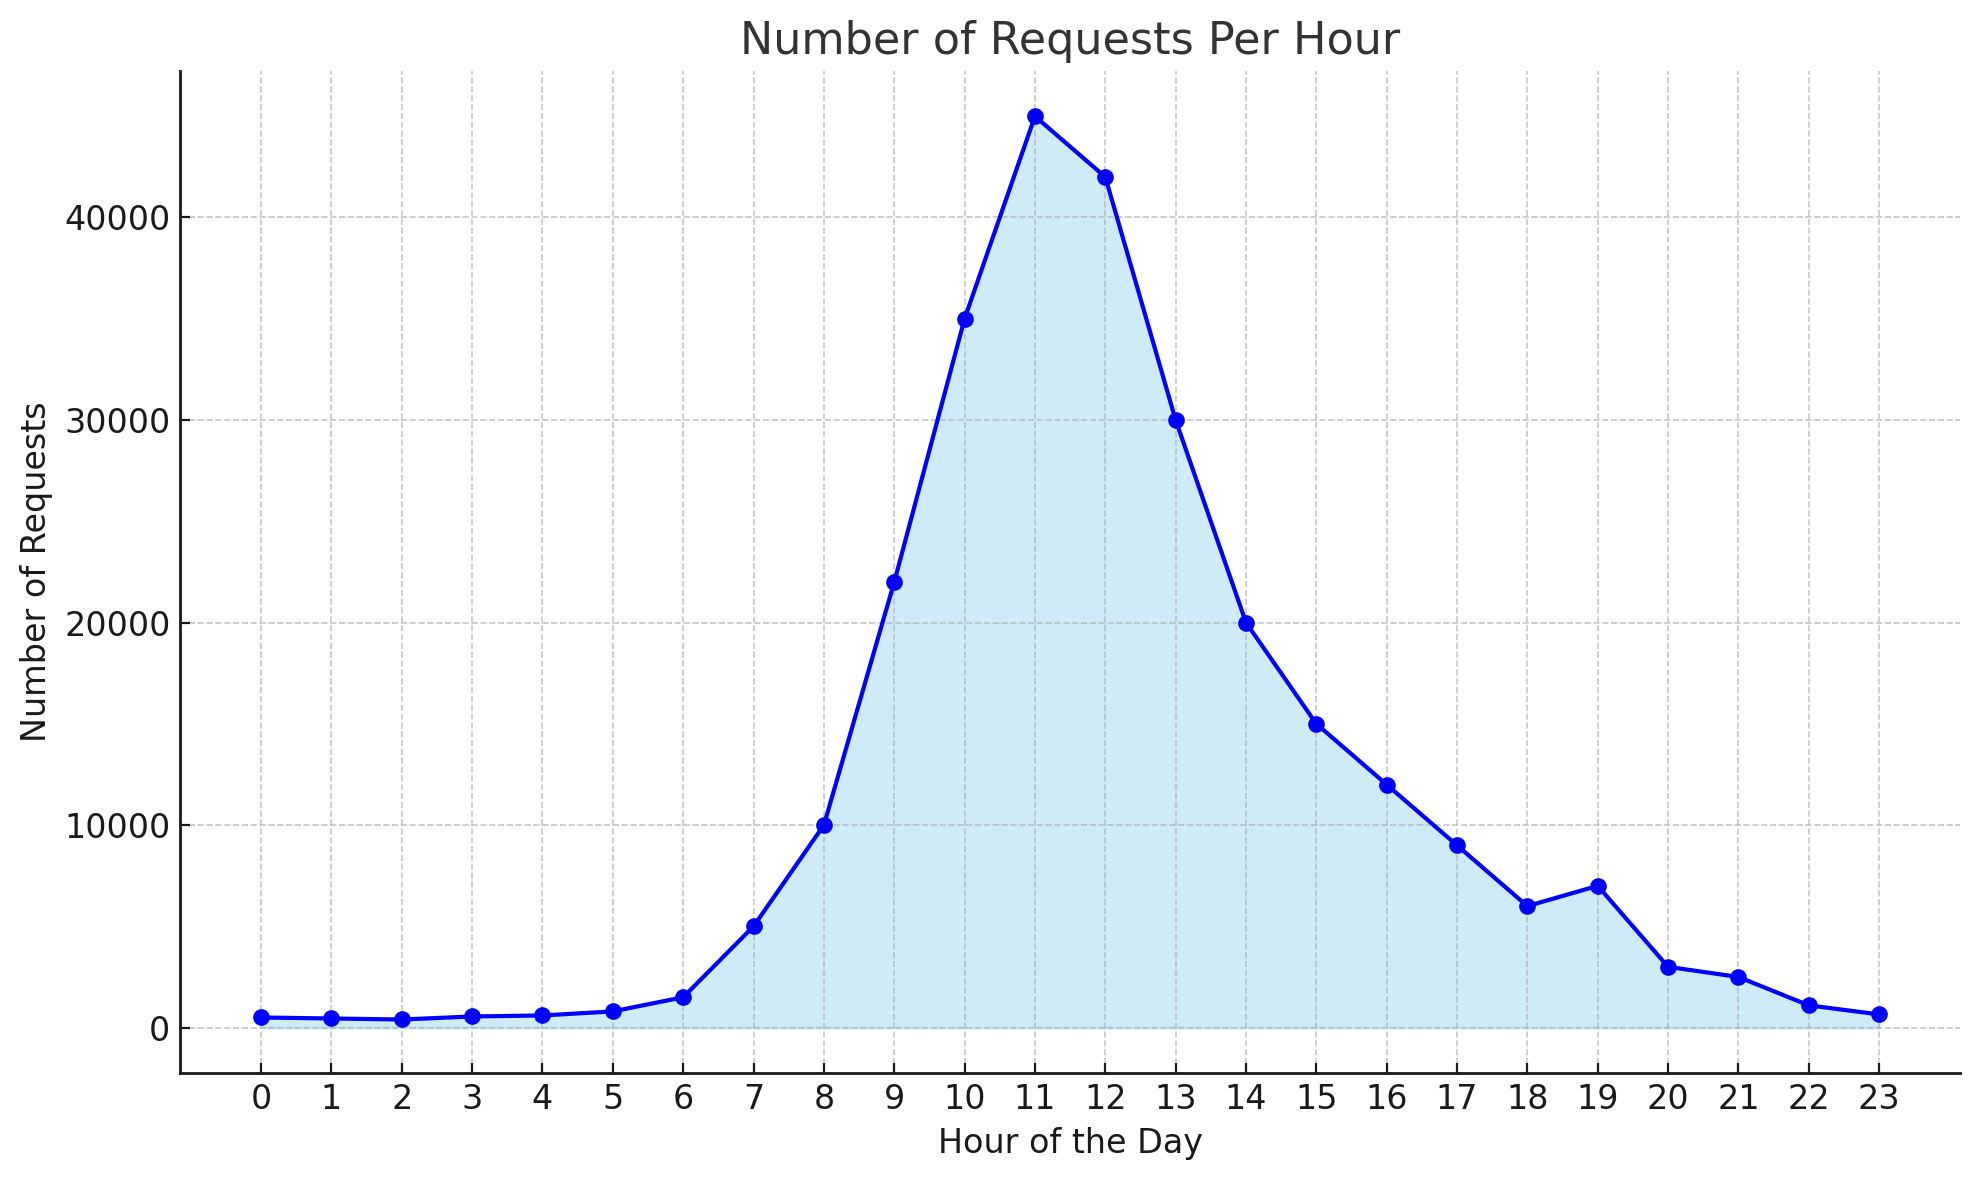 Number of Requests Per Hour
Number of Requests
40000
30000
20000
10000
0
0 1 2 3 4 5 6 7 8 9 10 11 12 13 14 15 16 17 18 19 20 21 22 23
Hour of the Day